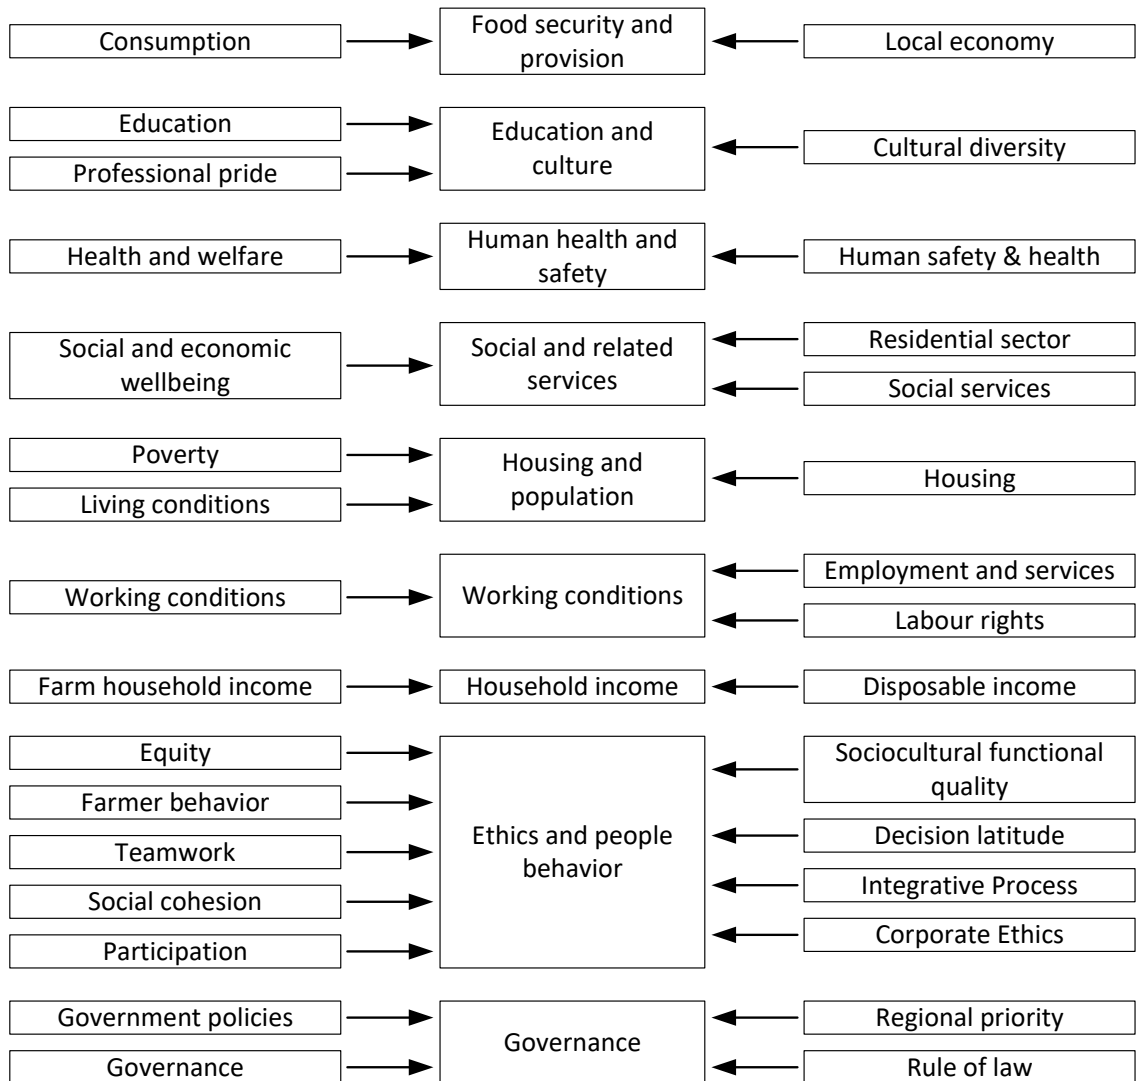 Consumption
Food security and
provision
Local economy
Education
Professional pride
Education and
culture
Cultural diversity
Health and welfare
Human health and
safety
Human safety & health
Social and economic
wellbeing
Social and related
services
Residential sector
Social services
Poverty
Living conditions
Housing and
population
Housing
Working conditions
Working conditions
Employment and services
Labour rights
Farm household income
Household income
Disposable income
Equity
Farmer behavior
Teamwork
Social cohesion
Participation
Ethics and people
behavior
Sociocultural functional
quality
Decision latitude
Integrative Process
Corporate Ethics
Government policies
Governance
Governance
Regional priority
Rule of law